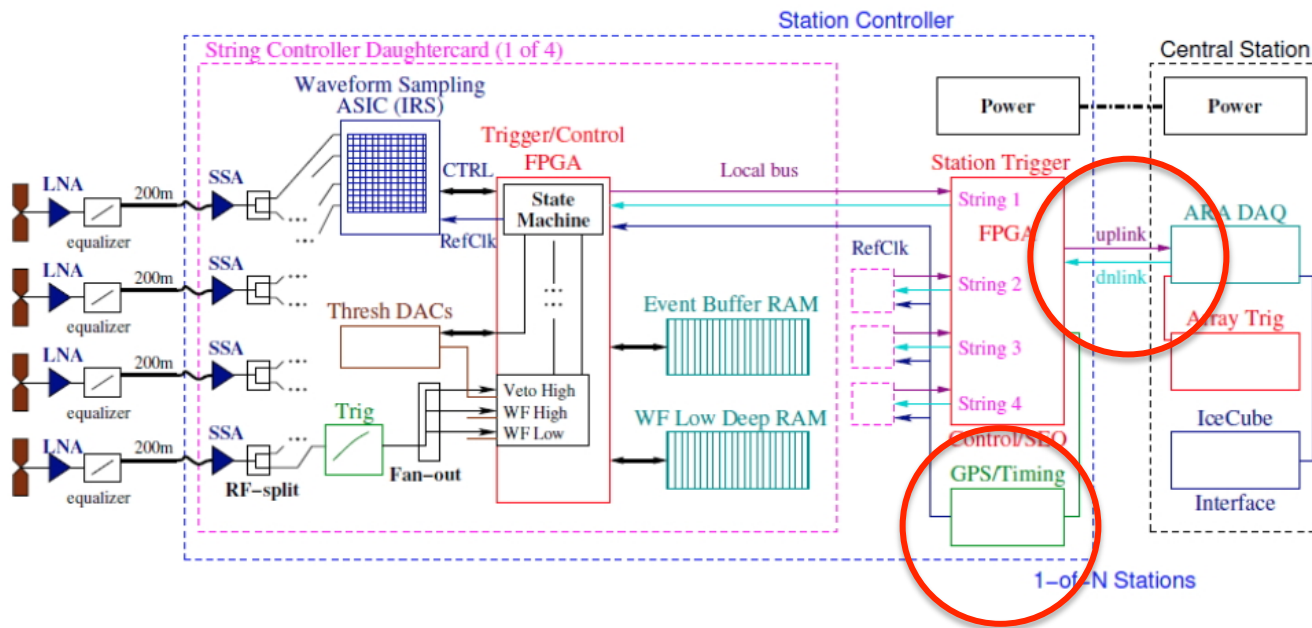 Station Controller
String Controller Daughtercard (1 of 4)
Central Station
Waveform Sampling
ASIC (IRS)
Power
Power
Trigger/Control
FPGA
Station Trigger
LNA
200m
SSA
equalizer
CTRL
RefClk
State
Machine
Local bus
String 1
FPGA
uplink
dnlink
ARA DAQ
RefClk
LNA
200m
SSA
equalizer
String 2
Thresh DACs
Event Buffer RAM
Array Trig
LNA
200m
SSA
equalizer
String 3
Veto High
WF High
WF Low
String 4
Trig
WF Low Deep RAM
Control/SEQ
IceCube
Interface
LNA
200m
SSA
equalizer
RF-split
Fan-out
GPS/Timing
1-of-N Stations